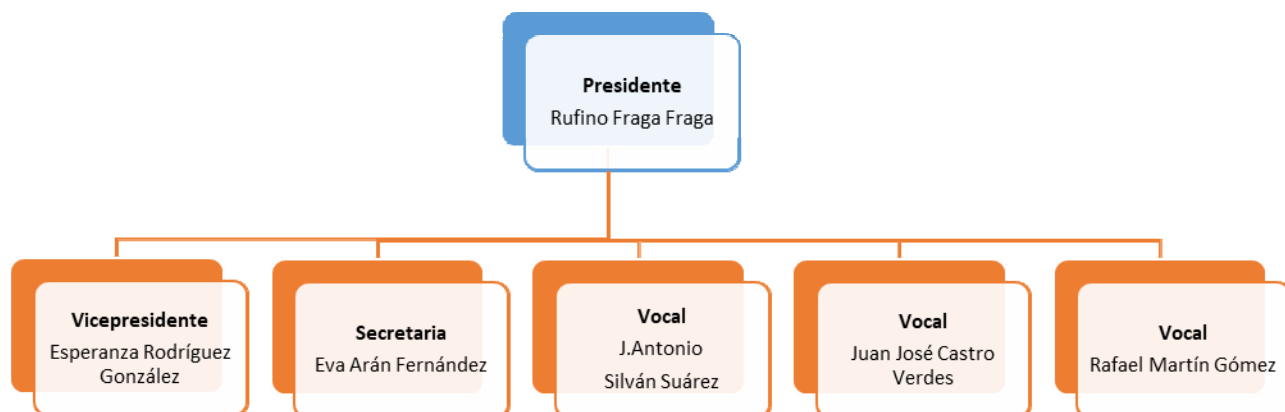 Presidente
Rufino Fraga Fraga
Vicepresidente
Esperanza Rodríguez
González
Secretaria
Eva Arán Fernández
Vocal
J.Antonio
Silván Suárez
Vocal
Juan José Castro
Verdes
Vocal
Rafael Martín Gómez